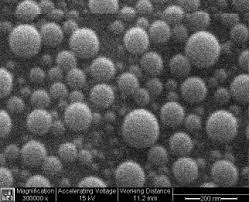 Magnification Accelerating Voltage Working Distance
300000 x 15 kV 11.2 mm 200 nm